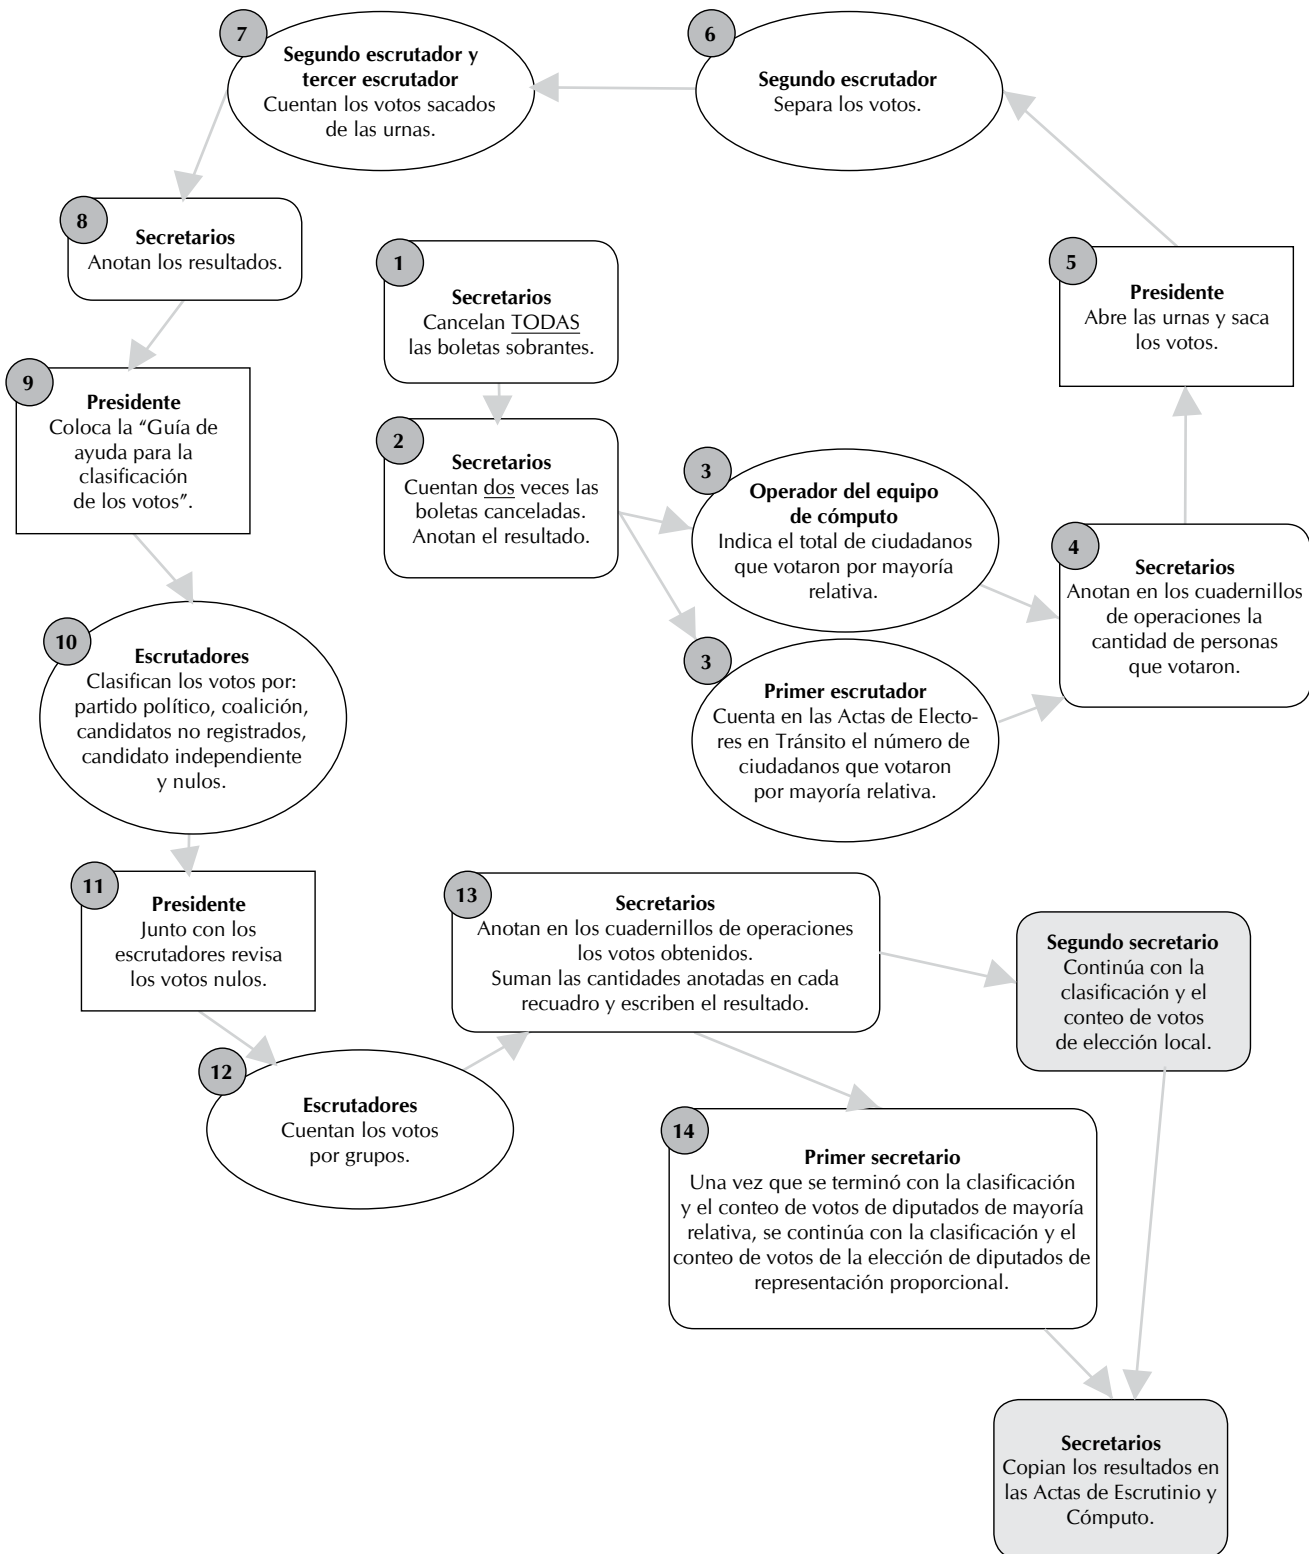 1
Secretarios
Cancelan TODAS
las boletas sobrantes.
2
Secretarios
Cuentan dos veces las
boletas canceladas.
Anotan el resultado.
3
Operador del equipo
de cómputo
Indica el total de ciudadanos
que votaron por mayoría
relativa.
3
Primer escrutador
Cuenta en las Actas de Electo-
res en Tránsito el número de
ciudadanos que votaron
por mayoría relativa.
4
Secretarios
Anotan en los cuadernillos
de operaciones la
cantidad de personas
que votaron.
5
Presidente
Abre las urnas y saca
los votos.
6
Segundo escrutador
Separa los votos.
7
Segundo escrutador y
tercer escrutador
Cuentan los votos sacados
de las urnas.
8
Secretarios
Anotan los resultados.
9
Presidente
Coloca la “Guía de
ayuda para la
clasificación
de los votos”.
10
Escrutadores
Clasifican los votos por:
partido político, coalición,
candidatos no registrados,
candidato independiente
y nulos.
11
Presidente
Junto con los
escrutadores revisa
los votos nulos.
12
Escrutadores
Cuentan los votos
por grupos.
13
Secretarios
Anotan en los cuadernillos de operaciones
los votos obtenidos.
Suman las cantidades anotadas en cada
recuadro y escriben el resultado.
14
Primer secretario
Una vez que se terminó con la clasificación
y el conteo de votos de diputados de mayoría
relativa, se continúa con la clasificación y el
conteo de votos de la elección de diputados de
representación proporcional.
Segundo secretario
Continúa con la
clasificación y el
conteo de votos
de elección local.
Secretarios
Copian los resultados en
las Actas de Escrutinio y
Cómputo.